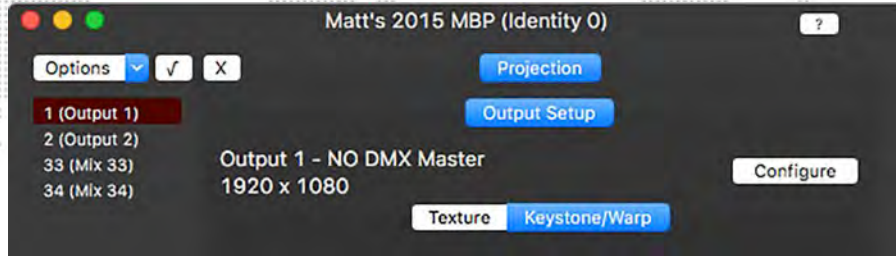 Matt's 2015 MBP (Identity 0)
?
Options
√
X
Projection
1 (Output 1)
Output Setup
2 (Output 2)
33 (Mix 33)
34 (Mix 34)
Output 1 - NO DMX Master
1920 x 1080
Configure
Texture
Keystone/Warp